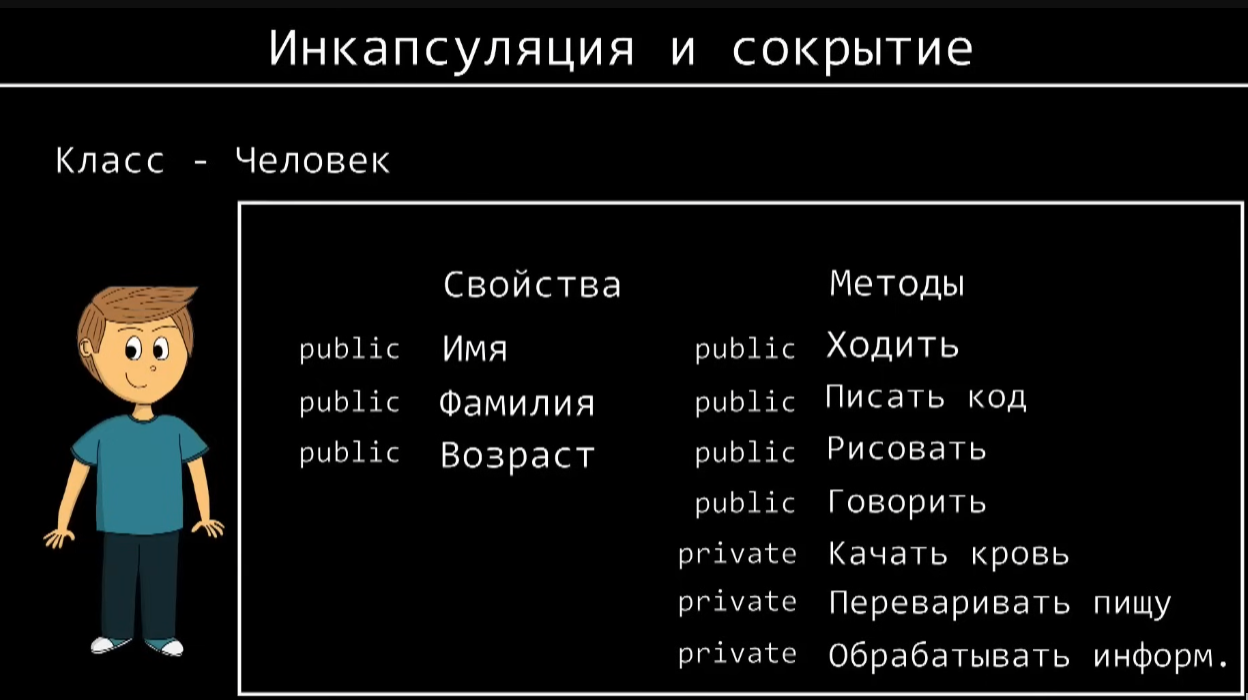 Инкапсуляция и сокрытие
Класс - Человек
Свойства Методы
public Имя public Ходить
public Фамилия public Писать код
public Возраст public Рисовать
public Говорить
private Качать кровь
private Переваривать пищу
private Обрабатывать информ.